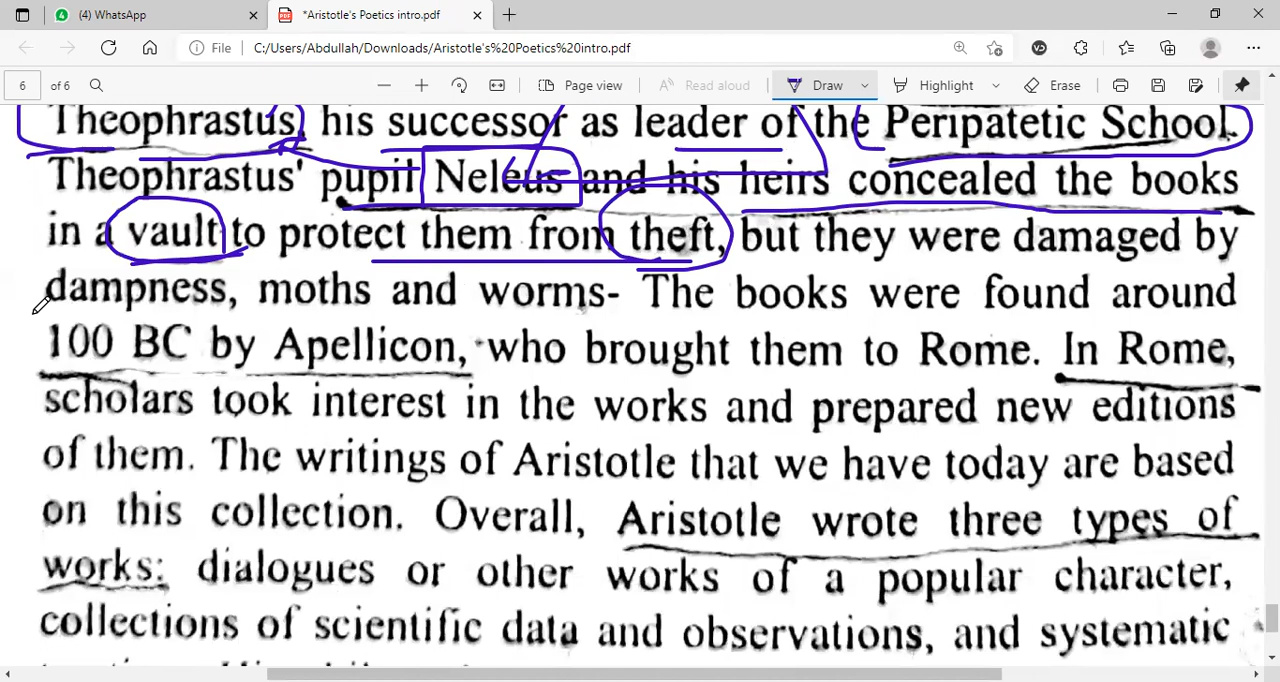 (4) WhatsApp
*Aristotle's Poetics intro.pdf
File C:/Users/Abdullah/Downloads/Aristotle's%20Poetics%20intro.pdf
6 of 6 Page view Read aloud Draw Highlight Erase
Theophrastus, his successor as leader of the Peripatetic School.
Theophrastus' pupil Neleus and his heirs concealed the books
in a vault to protect them from theft, but they were damaged by
dampness, moths and worms- The books were found around
100 BC by Apellicon, who brought them to Rome. In Rome,
scholars took interest in the works and prepared new editions
of them. The writings of Aristotle that we have today are based
on this collection. Overall, Aristotle wrote three types of
works: dialogues or other works of a popular character,
collections of scientific data and observations, and systematic